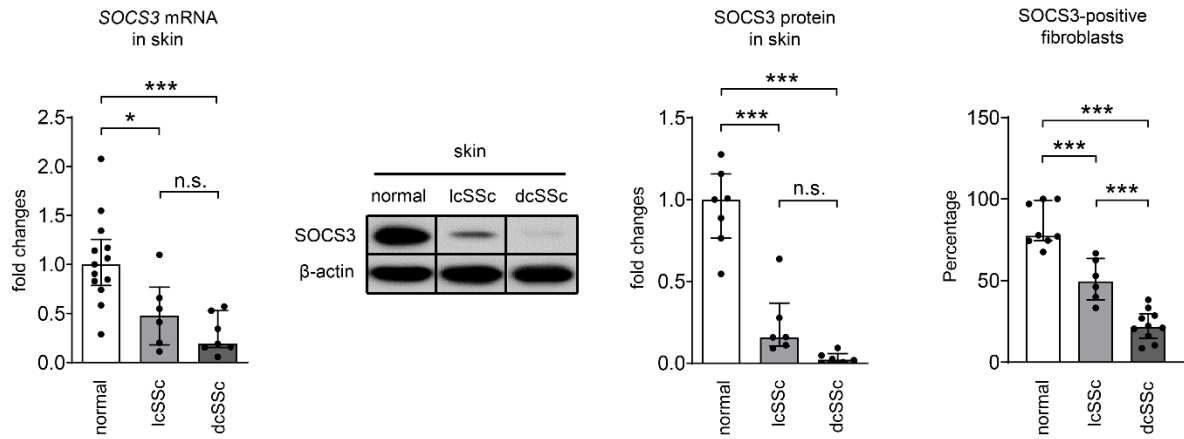 SOCS3 mRNA
in skin
***
*
n.s.
2.5
2.0
1.5
1.0
0.5
0.0
fold changes
normal
lcSSc
dcSSc
skin
normal lcSSc dcSSc
SOCS3
β-actin
SOCS3 protein
in skin
***
***
n.s.
1.5
1.0
0.5
0.0
fold changes
normal
lcSSc
dcSSc
SOCS3-positive
fibroblasts
***
***
***
150
100
50
0
Percentage
normal
lcSSc
dcSSc